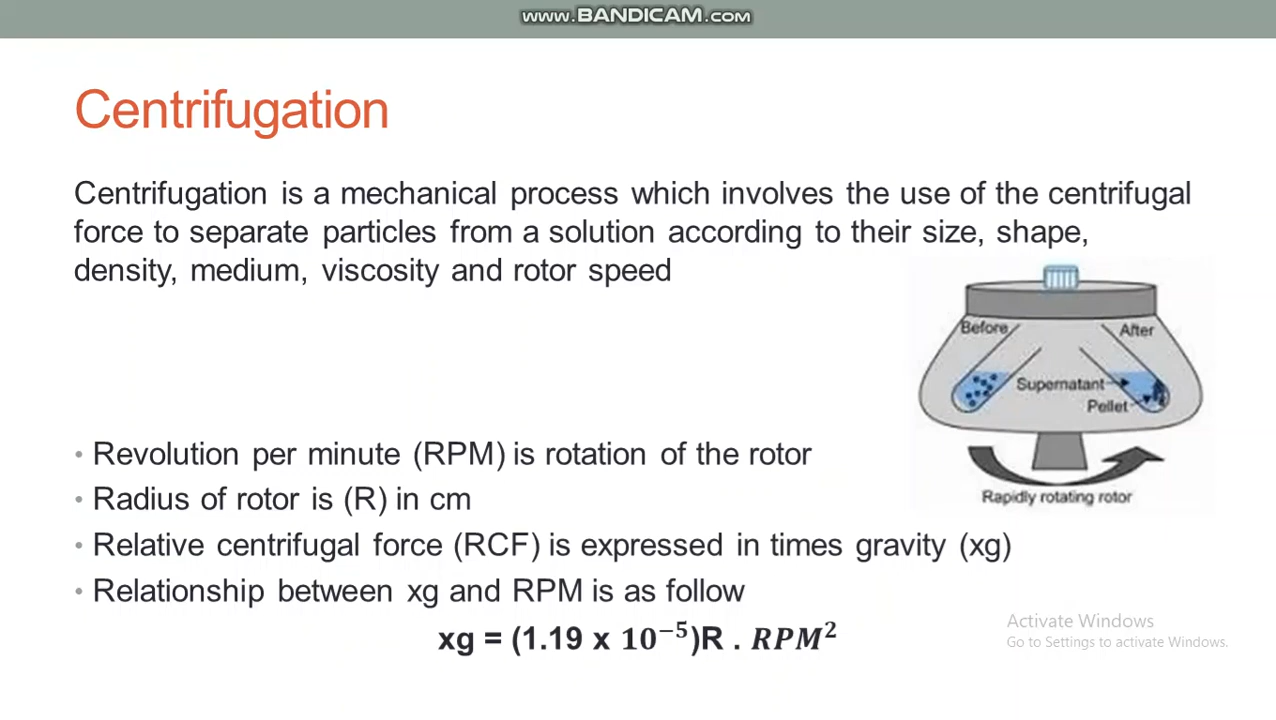 www.BANDICAM.com
Centrifugation
Centrifugation is a mechanical process which involves the use of the centrifugal
force to separate particles from a solution according to their size, shape,
density, medium, viscosity and rotor speed
Before
After
Supernatant
Pellet
Rapidly rotating rotor
• Revolution per minute (RPM) is rotation of the rotor
• Radius of rotor is (R) in cm
• Relative centrifugal force (RCF) is expressed in times gravity (xg)
• Relationship between xg and RPM is as follow
xg = (1.19 x 10⁻⁵)R . RPM²
Activate Windows
Go to Settings to activate Windows.